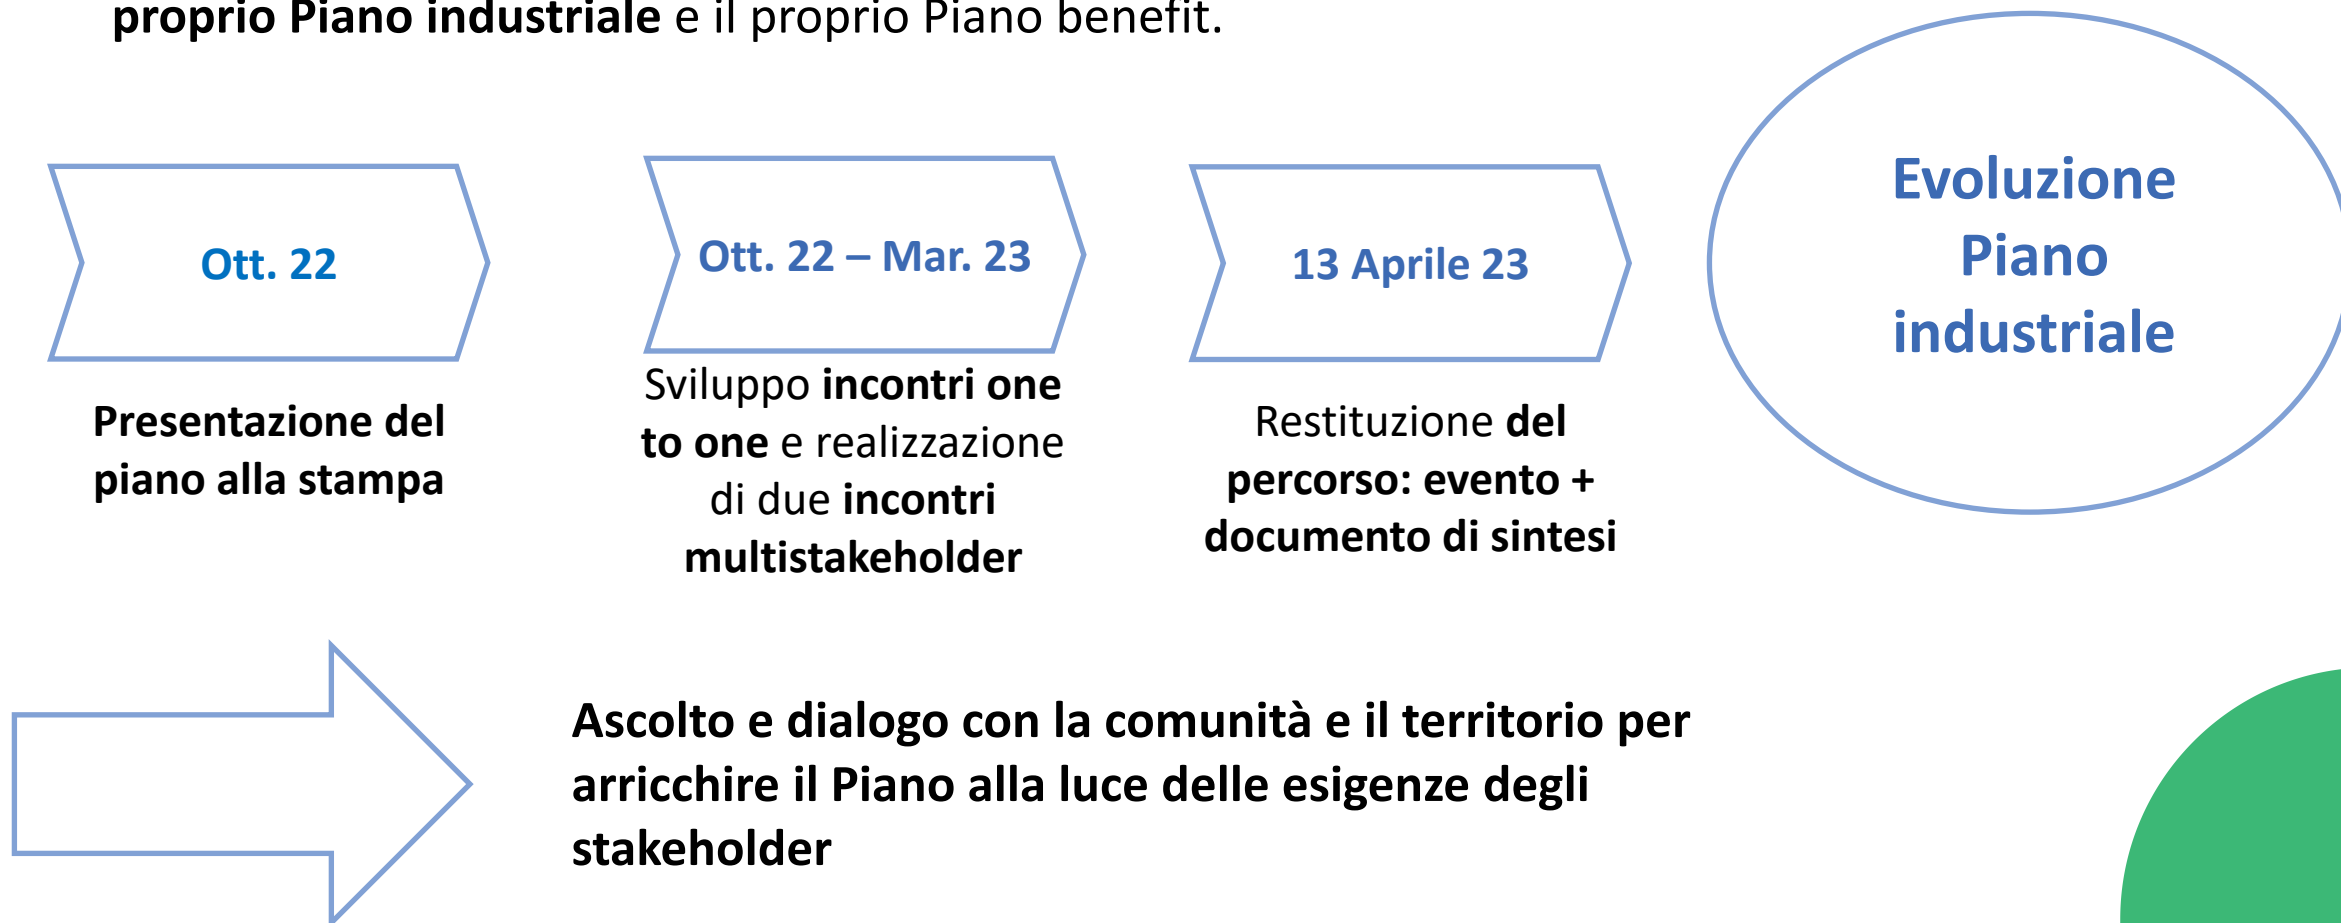 proprio Piano industriale e il proprio Piano benefit.
Ott. 22
Presentazione del
piano alla stampa
Ott. 22 – Mar. 23
Sviluppo incontri one
to one e realizzazione
di due incontri
multistakeholder
13 Aprile 23
Restituzione del
percorso: evento +
documento di sintesi
Evoluzione
Piano
industriale
Ascolto e dialogo con la comunità e il territorio per
arricchire il Piano alla luce delle esigenze degli
stakeholder